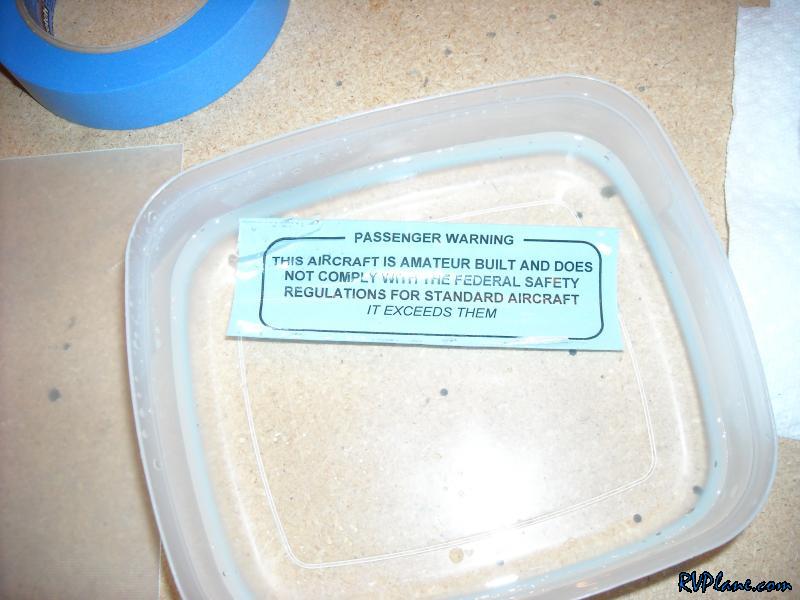 PASSENGER WARNING
THIS AIRCRAFT IS AMATEUR BUILT AND DOES
NOT COMPLY WITH THE FEDERAL SAFETY
REGULATIONS FOR STANDARD AIRCRAFT
IT EXCEEDS THEM
RVPlane.com